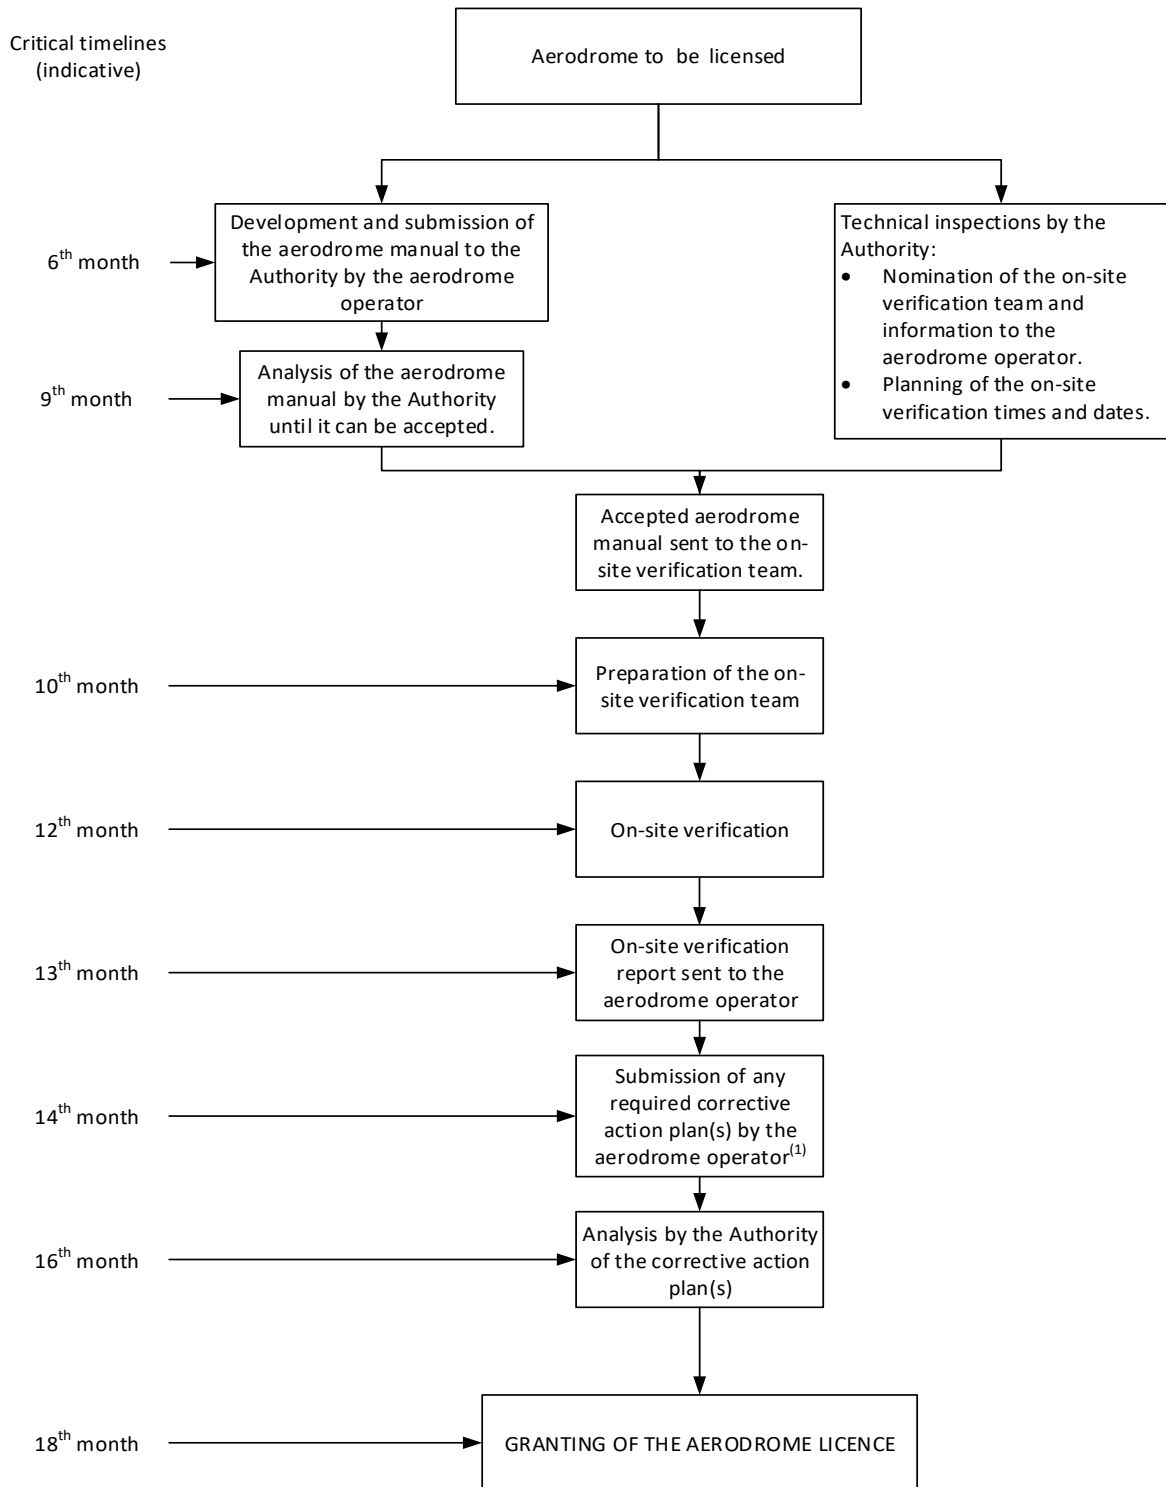 Critical timelines
(indicative)
Aerodrome to be licensed
6th month
Development and submission of
the aerodrome manual to the
Authority by the aerodrome
operator
Technical inspections by the
Authority:
• Nomination of the on-site
verification team and
information to the
aerodrome operator.
• Planning of the on-site
verification times and dates.
9th month
Analysis of the aerodrome
manual by the Authority
until it can be accepted.
Accepted aerodrome
manual sent to the on-
site verification team.
10th month
Preparation of the on-
site verification team
12th month
On-site verification
13th month
On-site verification
report sent to the
aerodrome operator
14th month
Submission of any
required corrective
action plan(s) by the
aerodrome operator(1)
16th month
Analysis by the Authority
of the corrective action
plan(s)
18th month
GRANTING OF THE AERODROME LICENCE